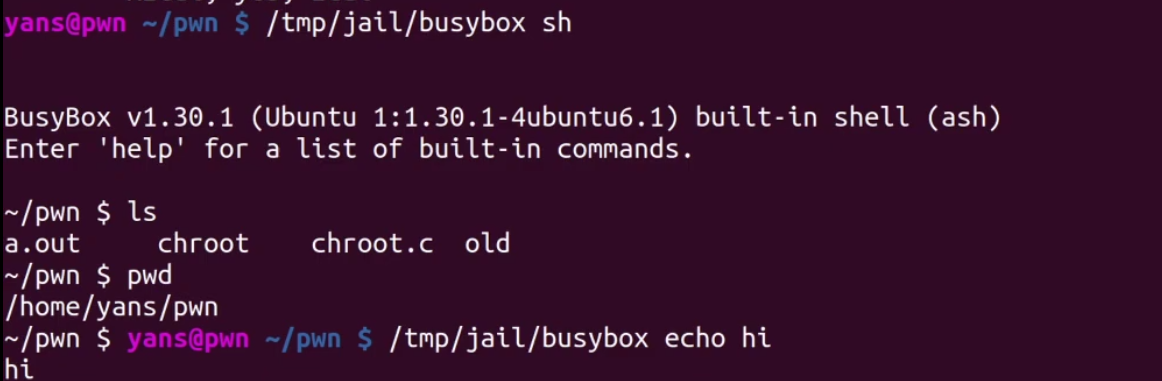 yans@pwn ~/pwn $ /tmp/jail/busybox sh
BusyBox v1.30.1 (Ubuntu 1:1.30.1-4ubuntu6.1) built-in shell (ash)
Enter 'help' for a list of built-in commands.
~/pwn $ ls
a.out     chroot    chroot.c  old
~/pwn $ pwd
/home/yans/pwn
~/pwn $ yans@pwn ~/pwn $ /tmp/jail/busybox echo hi
hi